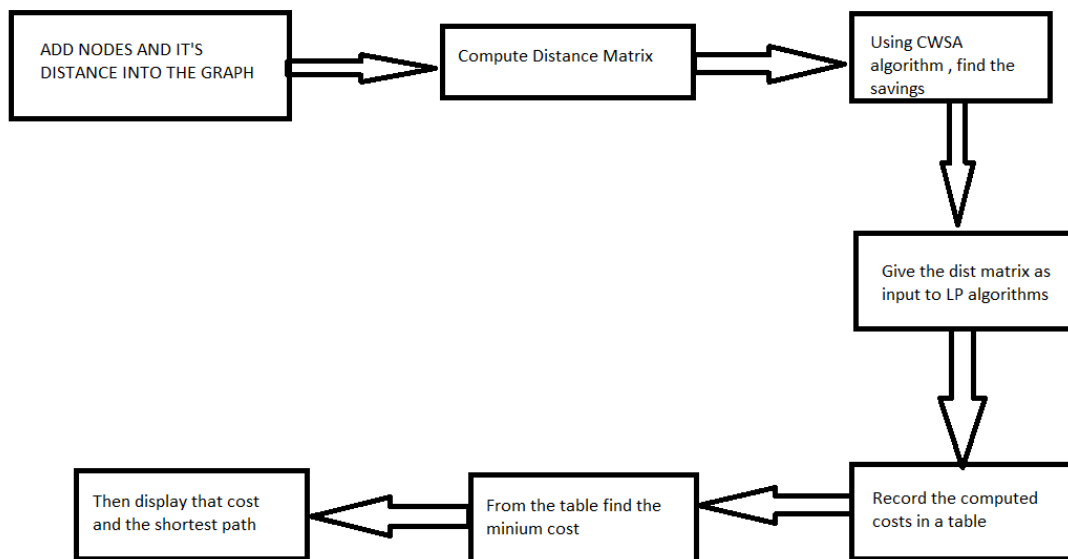 ADD NODES AND IT'S
DISTANCE INTO THE GRAPH
Compute Distance Matrix
Using CWSA
algorithm , find the
savings
Give the dist matrix as
input to LP algorithms
Record the computed
costs in a table
From the table find the
minium cost
Then display that cost
and the shortest path